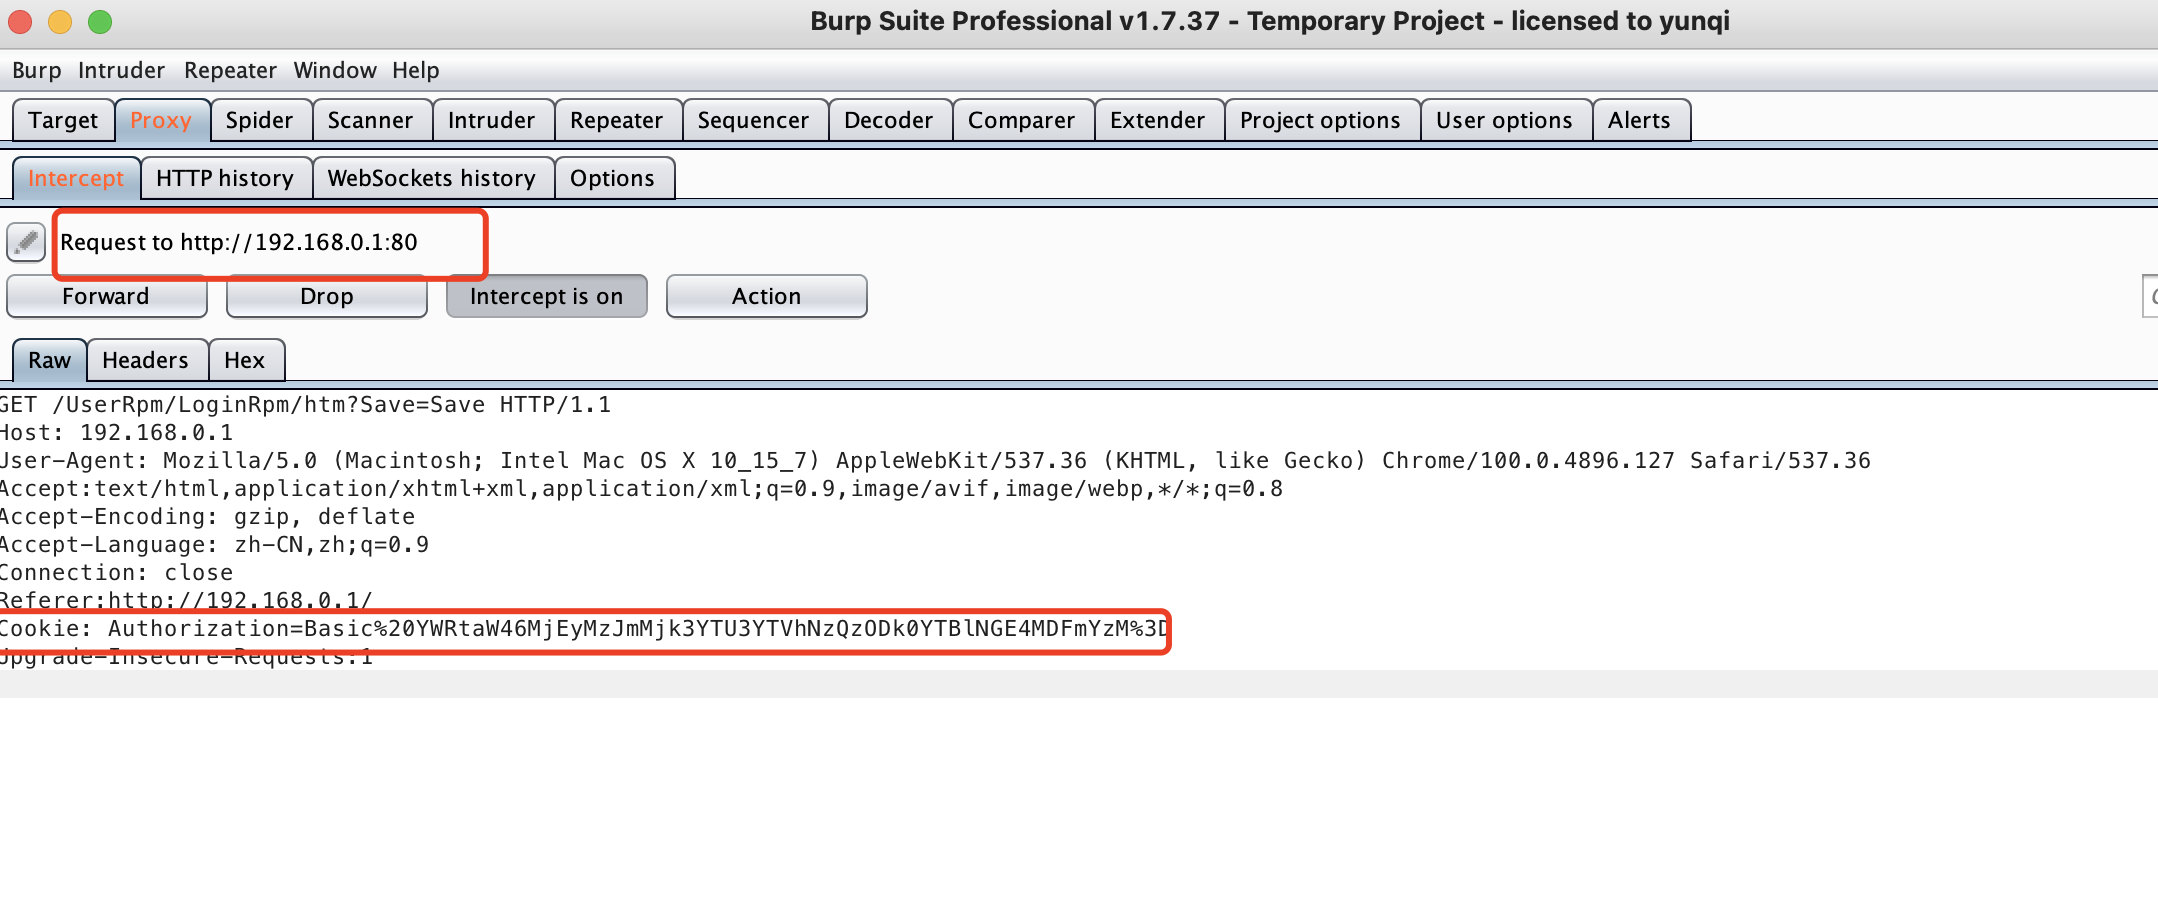 Burp Suite Professional v1.7.37 - Temporary Project - licensed to yunqi
Burp Intruder Repeater Window Help
Target Proxy Spider Scanner Intruder Repeater Sequencer Decoder Comparer Extender Project options User options Alerts
Intercept HTTP history WebSockets history Options
Request to http://192.168.0.1:80
Forward Drop Intercept is on Action
Raw Headers Hex
GET /UserRpm/LoginRpm/htm?Save=Save HTTP/1.1
Host: 192.168.0.1
User-Agent: Mozilla/5.0 (Macintosh; Intel Mac OS X 10_15_7) AppleWebKit/537.36 (KHTML, like Gecko) Chrome/100.0.4896.127 Safari/537.36
Accept:text/html,application/xhtml+xml,application/xml;q=0.9,image/avif,image/webp,*/*;q=0.8
Accept-Encoding: gzip, deflate
Accept-Language: zh-CN,zh;q=0.9
Connection: close
Referer:http://192.168.0.1/
Cookie: Authorization=Basic%20YWRtaW46MjEyMzJmMjk3YTU3YTVhNzQzODk0YTBlNGE4MDFmYzM%3D
Upgrade-Insecure-Requests:1